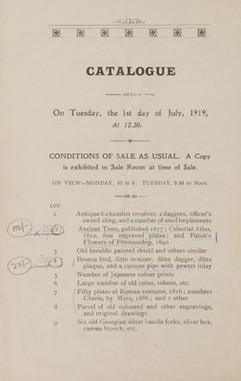 CATALOGUE
On Tuesday, the 1st day of July, 1919,
At 12.30.
CONDITIONS OF SALE AS USUAL. A Copy
is exhibited in Sale Room at time of Sale.
ON VIEW—MONDAY, 10 to 5; TUESDAY, 9.30 to Noon.
LOT
1 Antique 6-chamber revolver, 2 daggers, officer's
sword sling, and a number of steel implements
2 Ancient Time, published 1677; Celestial Atlas,
1822, fine engraved plates; and Paton's
Flowers of Penmanship, 1840
3 Old heraldic painted shield and others similar
4 Bronze bird, ditto strainer, ditto dagger, ditto
plaque, and a curious pipe with pewter inlay
5 Number of Japanese colour prints
6 Large number of old coins, tokens, etc.
7 Fifty plates of Roman costume, numbers
Cheris, by Mars, 1886; and 1 other
8 Parcel of old coloured and other engravings,
and original drawings
9 Six old Georgian silver handle forks, silver box,
cameo brooch, etc.